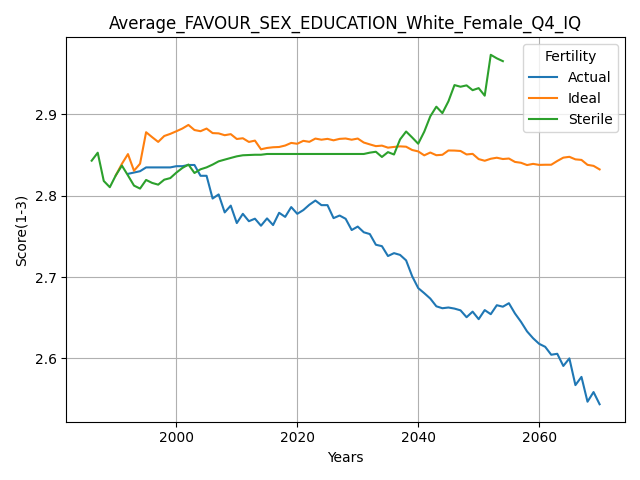 Average_FAVOUR_SEX_EDUCATION_White_Female_Q4_IQ
Fertility
Actual
Ideal
Sterile
Score(1-3)
2.9
2.8
2.7
2.6
2000 2020 2040 2060
Years